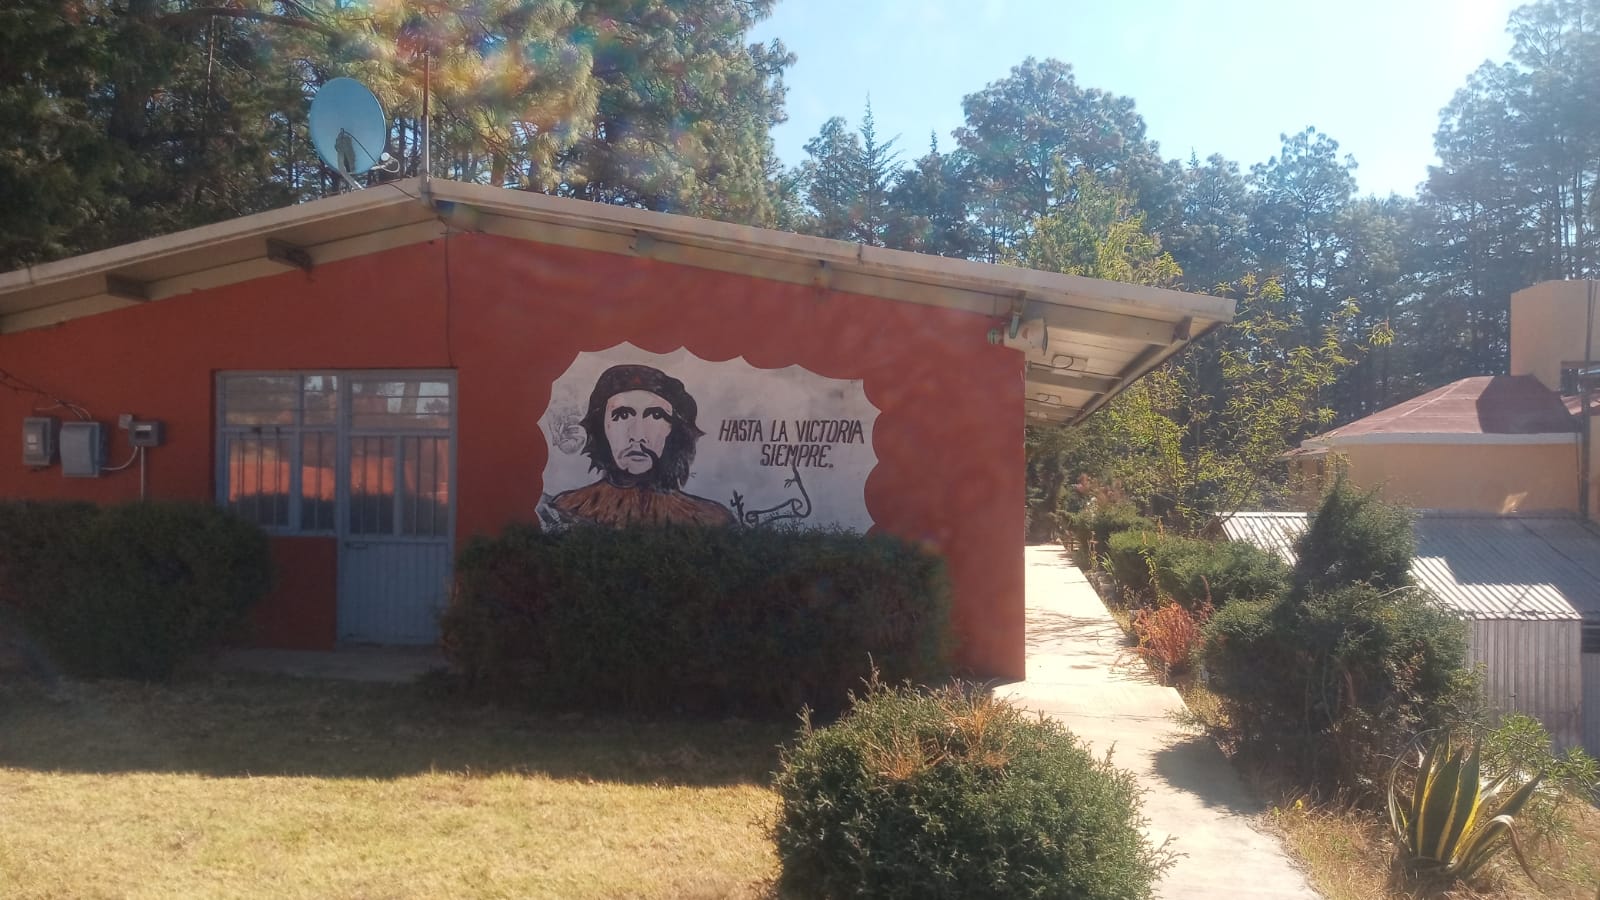 HASTA LA VICTORIA
SIEMPRE.